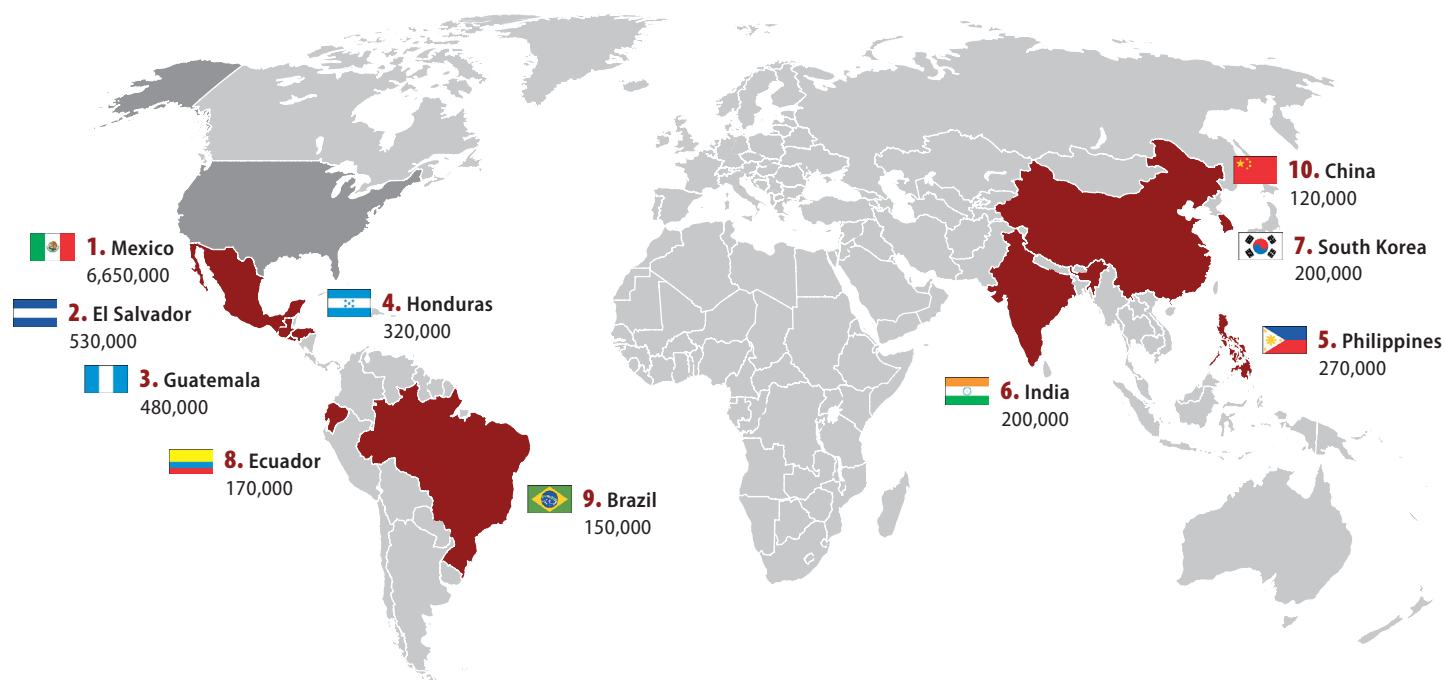 1. Mexico
6,650,000
2. El Salvador
530,000
3. Guatemala
480,000
4. Honduras
320,000
8. Ecuador
170,000
9. Brazil
150,000
6. India
200,000
10. China
120,000
7. South Korea
200,000
5. Philippines
270,000